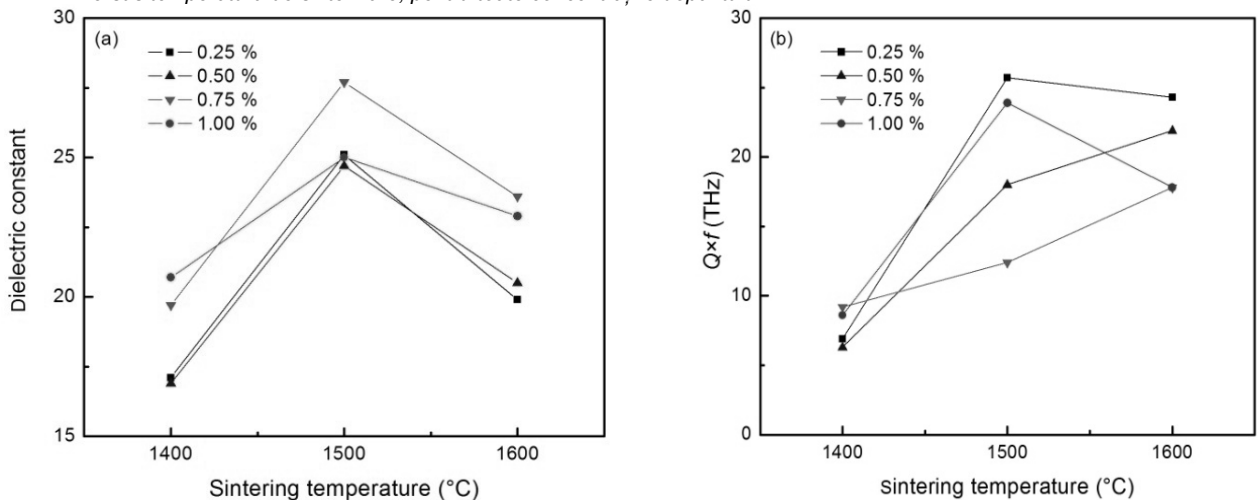 (a)
0.25 %
0.50 %
0.75 %
1.00 %
30
25
20
15
Dielectric constant
1400 1500 1600
Sintering temperature (°C)
(b)
0.25 %
0.50 %
0.75 %
1.00 %
30
20
10
0
Q×f (THz)
1400 1500 1600
Sintering temperature (°C)